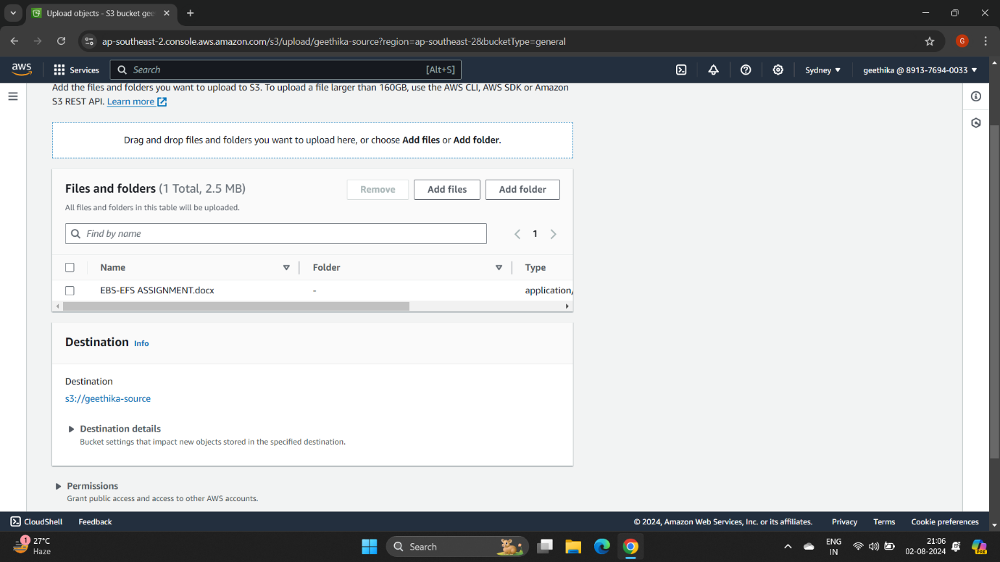 Upload objects - S3 bucket gee
ap-southeast-2.console.aws.amazon.com/s3/upload/geethika-source?region=ap-southeast-2&bucketType=general
G
aws
Services
Search
[Alt+S]
Sydney
geethika @ 8913-7694-0033
Add the files and folders you want to upload to S3. To upload a file larger than 160GB, use the AWS CLI, AWS SDK or Amazon
S3 REST API. Learn more
Drag and drop files and folders you want to upload here, or choose Add files or Add folder.
Files and folders (1 Total, 2.5 MB)
Remove
Add files
Add folder
All files and folders in this table will be uploaded.
Find by name
1
Name
Folder
Type
EBS-EFS ASSIGNMENT.docx
-
application/
Destination Info
Destination
s3://geethika-source
Destination details
Bucket settings that impact new objects stored in the specified destination.
Permissions
Grant public access and access to other AWS accounts.
CloudShell
Feedback
© 2024, Amazon Web Services, Inc. or its affiliates.
Privacy
Terms
Cookie preferences
1
27°C
Haze
Search
ENG
IN
21:06
02-08-2024
PRE